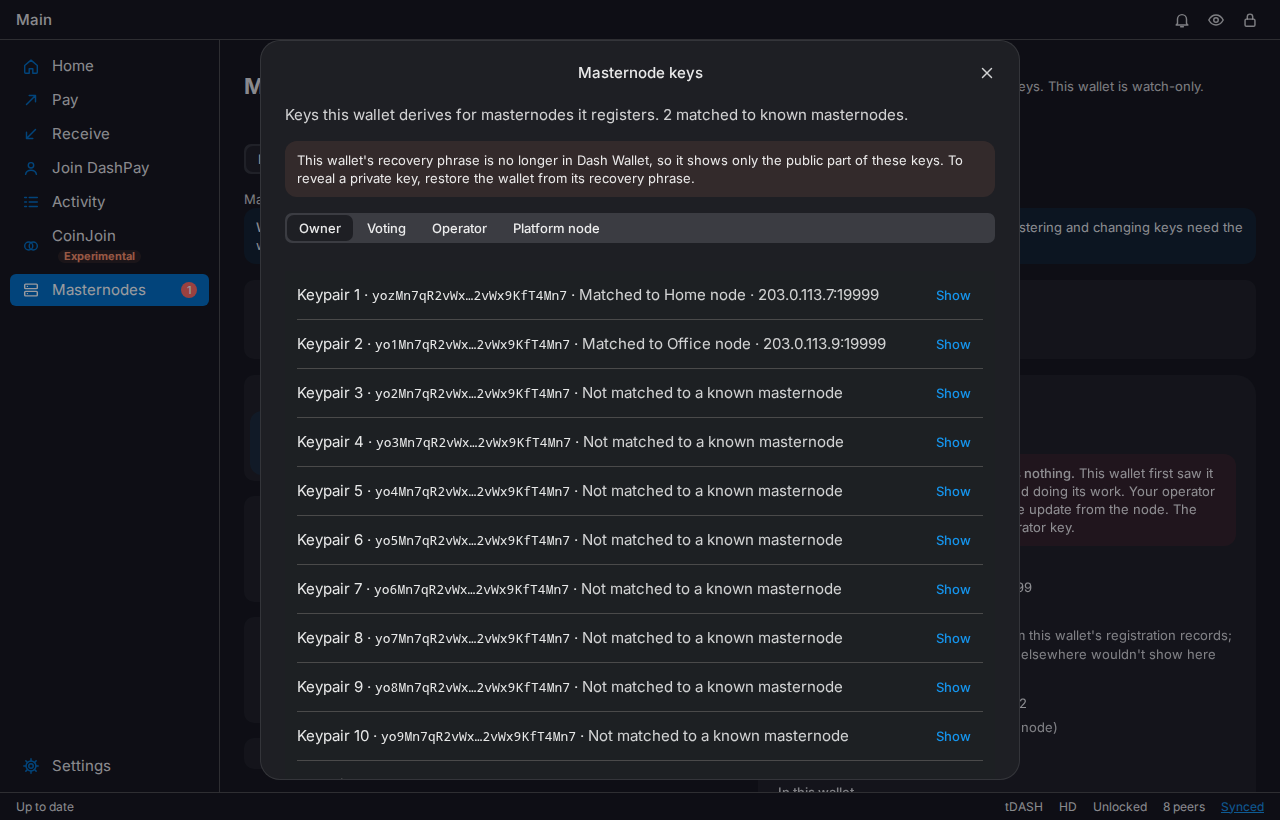 Main
Home
Pay
Receive
Join DashPay
Activity
CoinJoin
Experimental
Masternodes
1
Settings
Masternode keys
Keys this wallet derives for masternodes it registers. 2 matched to known masternodes.
This wallet's recovery phrase is no longer in Dash Wallet, so it shows only the public part of these keys. To
reveal a private key, restore the wallet from its recovery phrase.
Owner Voting Operator Platform node
Keypair 1 · yozMn7qR2vWx…2vWx9KfT4Mn7 · Matched to Home node · 203.0.113.7:19999 Show
Keypair 2 · yo1Mn7qR2vWx…2vWx9KfT4Mn7 · Matched to Office node · 203.0.113.9:19999 Show
Keypair 3 · yo2Mn7qR2vWx…2vWx9KfT4Mn7 · Not matched to a known masternode Show
Keypair 4 · yo3Mn7qR2vWx…2vWx9KfT4Mn7 · Not matched to a known masternode Show
Keypair 5 · yo4Mn7qR2vWx…2vWx9KfT4Mn7 · Not matched to a known masternode Show
Keypair 6 · yo5Mn7qR2vWx…2vWx9KfT4Mn7 · Not matched to a known masternode Show
Keypair 7 · yo6Mn7qR2vWx…2vWx9KfT4Mn7 · Not matched to a known masternode Show
Keypair 8 · yo7Mn7qR2vWx…2vWx9KfT4Mn7 · Not matched to a known masternode Show
Keypair 9 · yo8Mn7qR2vWx…2vWx9KfT4Mn7 · Not matched to a known masternode Show
Keypair 10 · yo9Mn7qR2vWx…2vWx9KfT4Mn7 · Not matched to a known masternode Show
eys. This wallet is watch-only.
stering and changing keys need the
nothing. This wallet first saw it
d doing its work. Your operator
e update from the node. The
rator key.
99
this wallet's registration records;
elsewhere wouldn't show here
2
node)
In this wallet
Up to date
tDASH HD Unlocked 8 peers Synced